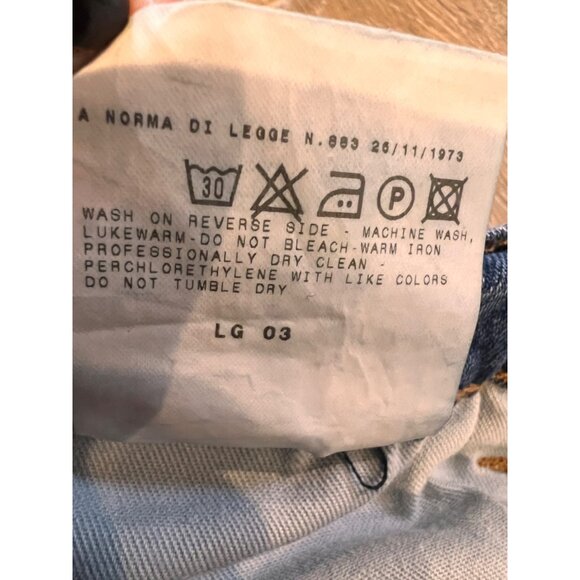 A NORMA DI LEGGE N.883 26/11/1973
30 P
WASH ON REVERSE SIDE - MACHINE WASH,
LUKEWARM-DO NOT BLEACH-WARM IRON
PROFESSIONALLY DRY CLEAN -
PERCHLORETHYLENE WITH LIKE COLORS
DO NOT TUMBLE DRY
LG 03